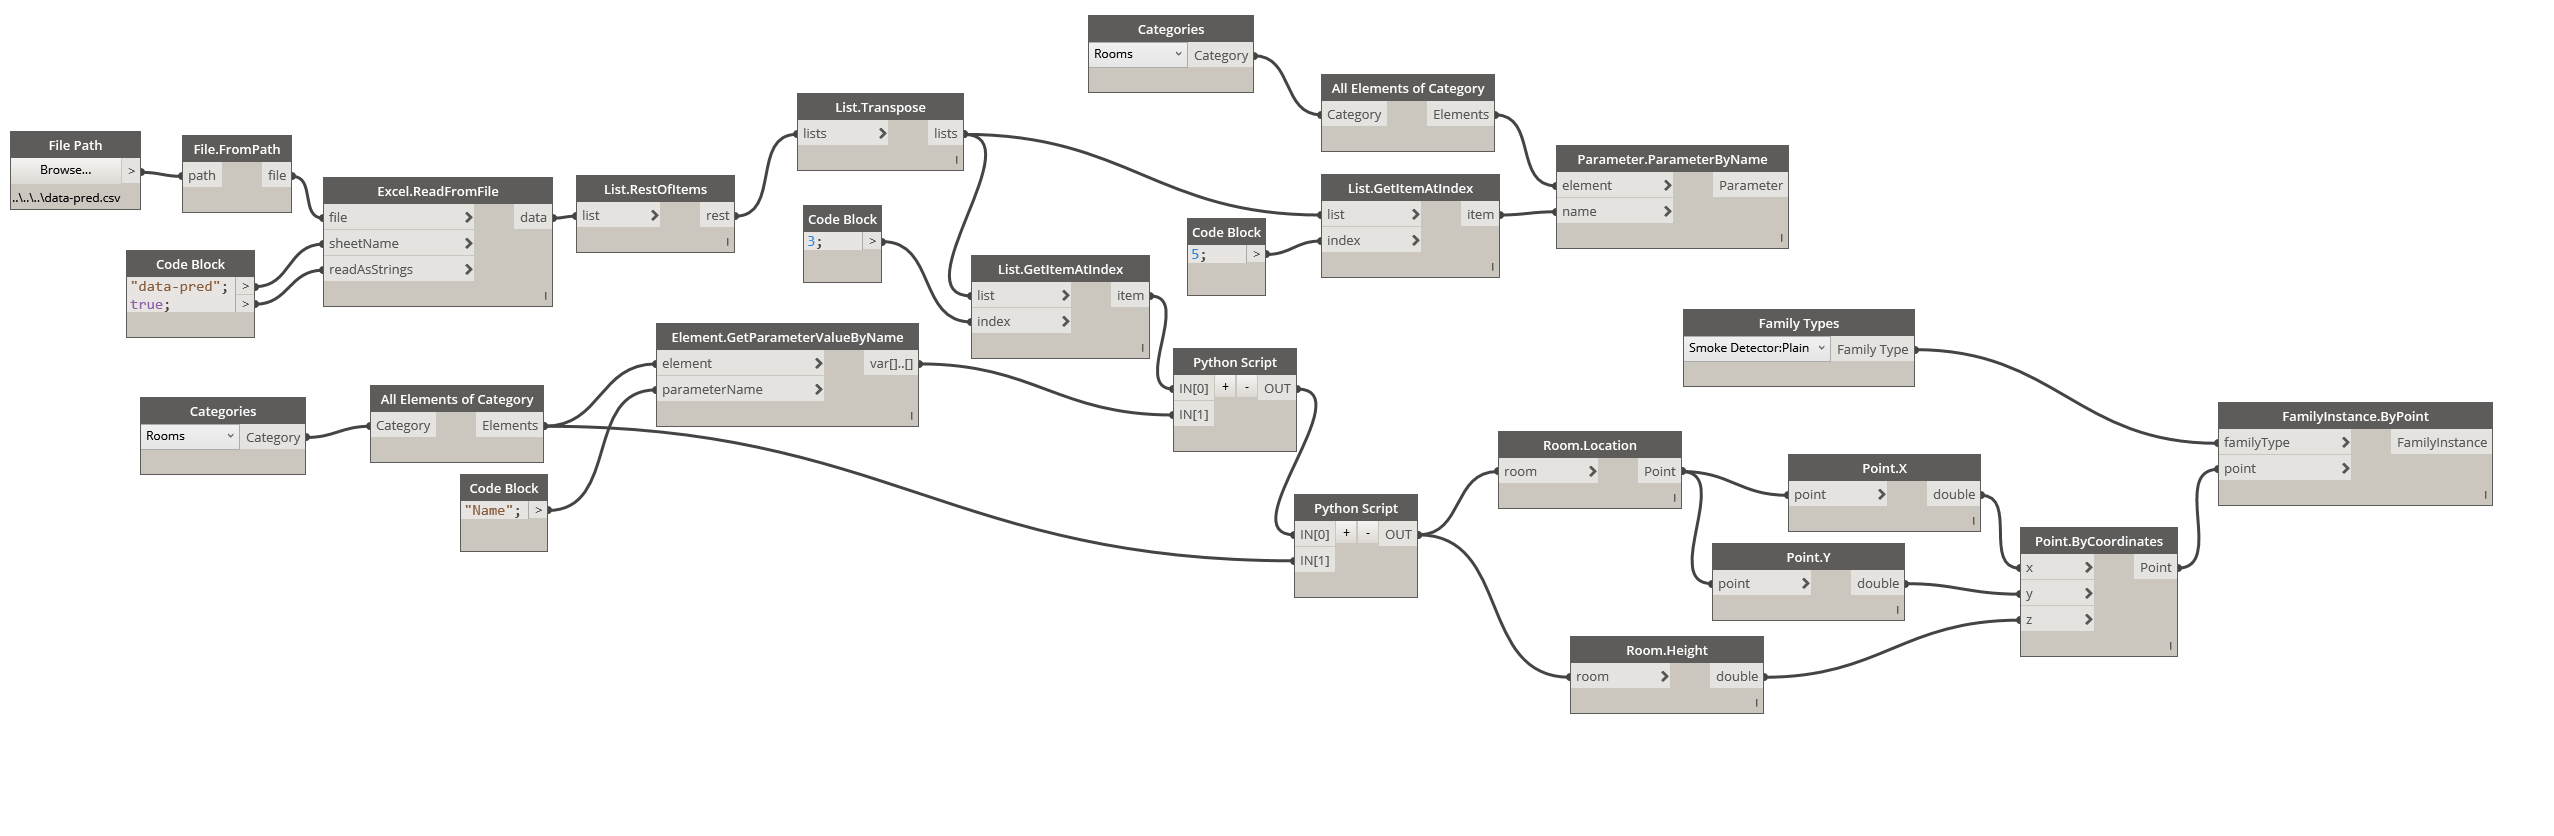 File Path
Browse... >
..\..\..\data-pred.csv
File.FromPath
path file
Code Block
"data-pred"; >
true; >
Excel.ReadFromFile
file > data
sheetName >
readAsStrings >
List.RestOfItems
list > rest
List.Transpose
lists > lists
Code Block
3; >
List.GetItemAtIndex
list > item
index >
Categories
Rooms Category
All Elements of Category
Category Elements
Code Block
5; >
List.GetItemAtIndex
list > item
index >
Parameter.ParameterByName
element > Parameter
name >
Categories
Rooms Category
All Elements of Category
Category Elements
Code Block
"Name"; >
Element.GetParameterValueByName
element > var[]..[]
parameterName >
Python Script
IN[0] + - OUT
IN[1]
Python Script
IN[0] + - OUT
IN[1]
Family Types
Smoke Detector:Plain Family Type
Room.Location
room > Point
Point.X
point > double
Point.Y
point > double
Room.Height
room > double
Point.ByCoordinates
x > Point
y >
z >
FamilyInstance.ByPoint
familyType > FamilyInstance
point >